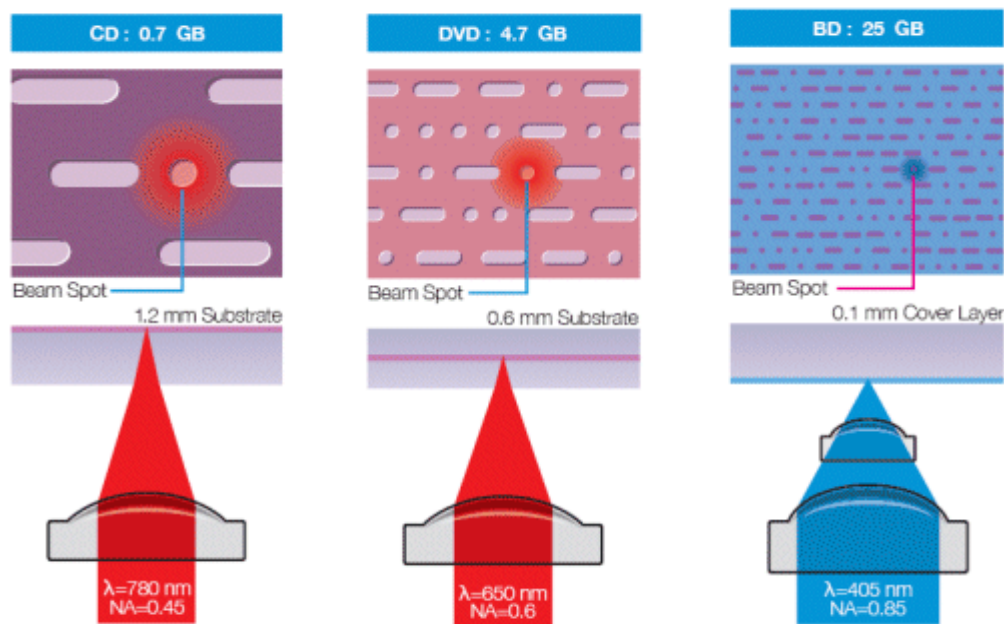 CD : 0.7 GB
DVD : 4.7 GB
BD : 25 GB
Beam Spot
Beam Spot
Beam Spot
1.2 mm Substrate
0.6 mm Substrate
0.1 mm Cover Layer
λ=780 nm
NA=0.45
λ=650 nm
NA=0.6
λ=405 nm
NA=0.85